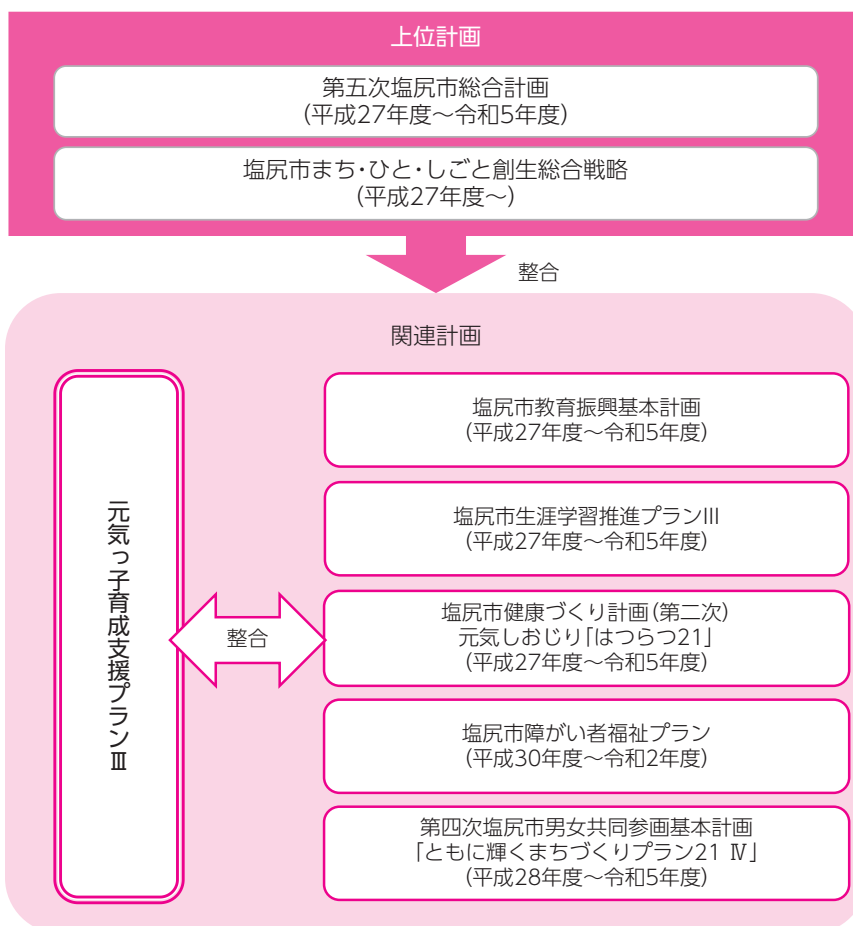 上位計画
第五次塩尻市総合計画
(平成27年度～令和5年度)
塩尻市まち・ひと・しごと創生総合戦略
(平成27年度～)
整合
関連計画
元気っ子育成支援プランⅢ
整合
塩尻市教育振興基本計画
(平成27年度～令和5年度)
塩尻市生涯学習推進プランIII
(平成27年度～令和5年度)
塩尻市健康づくり計画(第二次)
元気しおじり「はつらつ21」
(平成27年度～令和5年度)
塩尻市障がい者福祉プラン
(平成30年度～令和2年度)
第四次塩尻市男女共同参画基本計画
「ともに輝くまちづくりプラン21 Ⅳ」
(平成28年度～令和5年度)